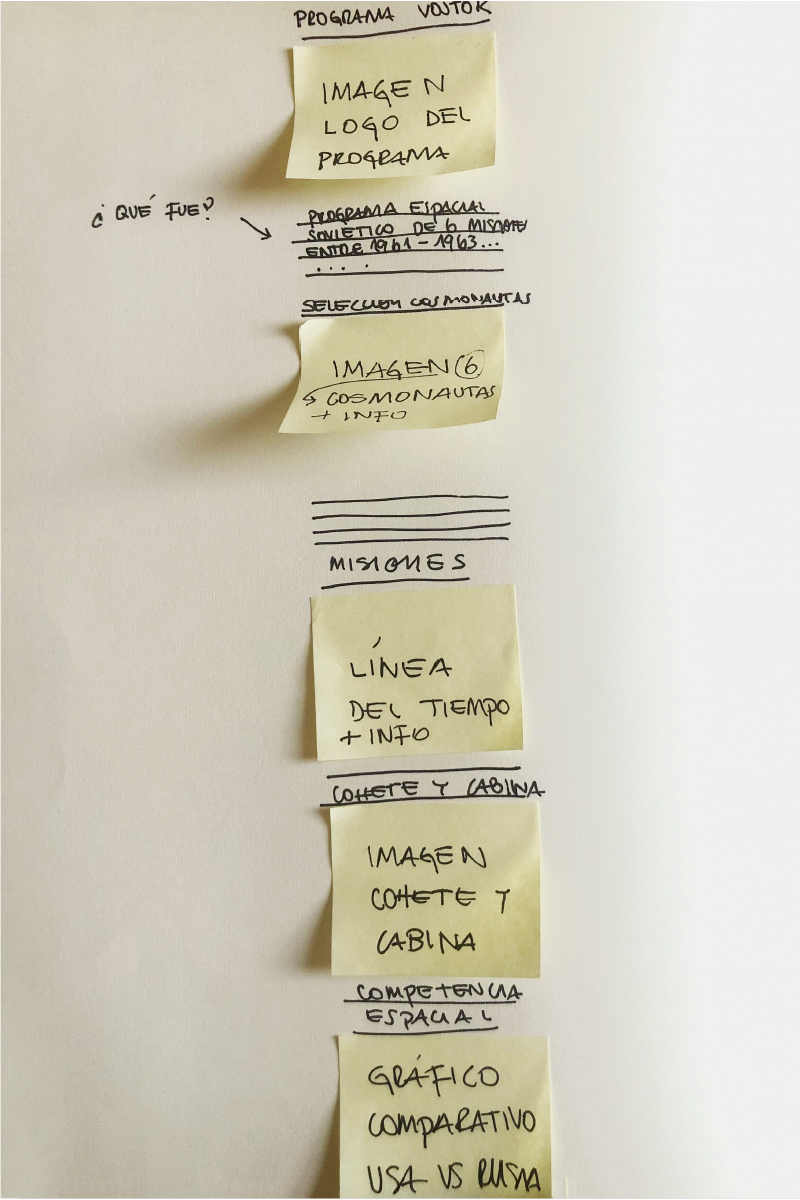 PROGRAMA VOSTOK
IMAGEN
LOGO DEL
PROGRAMA
¿QUÉ FUE?
PROGRAMA ESPACIAL
SOVIETICO DE 6 MISIONES
ENTRE 1961-1963...
....
SELECCION COSMONAUTAS
IMAGEN 6
→ COSMONAUTAS
+ INFO
MISIONES
LÍNEA
DEL TIEMPO
+ INFO
COHETE Y CABINA
IMAGEN
COHETE Y
CABINA
COMPETENCIA
ESPACIAL
GRÁFICO
COMPARATIVO
USA VS RUSIA